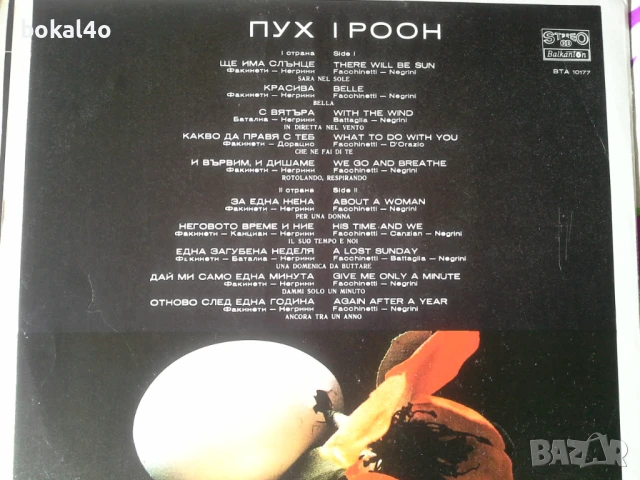 bokal4o
ПУХ | POOH
STEREO
Balkanton
ВТА 10177
I страна Side I
ЩЕ ИМА СЛЪНЦЕ THERE WILL BE SUN
Факинети — Негрини Facchinetti — Negrini
SARA NEL SOLE
КРАСИВА BELLE
Факинети — Негрини Facchinetti — Negrini
BELLA
С ВЯТЪРА WITH THE WIND
Батална — Негрини Battaglia — Negrini
IN DIRETTA NEL VENTO
КАКВО ДА ПРАВЯ С ТЕБ WHAT TO DO WITH YOU
Факинети — Дорацио Facchinetti — D'Orazio
CHE NE FAI DI TE
И ВЪРВИМ, И ДИШАМЕ WE GO AND BREATHE
Факинети — Негрини Facchinetti — Negrini
ROTOLANDO, RESPIRANDO
II страна Side II
ЗА ЕДНА ЖЕНА ABOUT A WOMAN
Факинети — Негрини Facchinetti — Negrini
PER UNA DONNA
НЕГОВОТО ВРЕМЕ И НИЕ HIS TIME AND WE
Факинети — Канциан — Негрини Facchinetti — Canzian — Negrini
IL SUO TEMPO E NOI
ЕДНА ЗАГУБЕНА НЕДЕЛЯ A LOST SUNDAY
Факинети — Батална — Негрини Facchinetti — Battaglia — Negrini
UNA DOMENICA DA BUTTARE
ДАЙ МИ САМО ЕДНА МИНУТА GIVE ME ONLY A MINUTE
Факинети — Негрини Facchinetti — Negrini
DAMMI SOLO UN MINUTO
ОТНОВО СЛЕД ЕДНА ГОДИНА AGAIN AFTER A YEAR
Факинети — Негрини Facchinetti — Negrini
ANCORA TRA UN ANNO
BAZAR
bokal4o